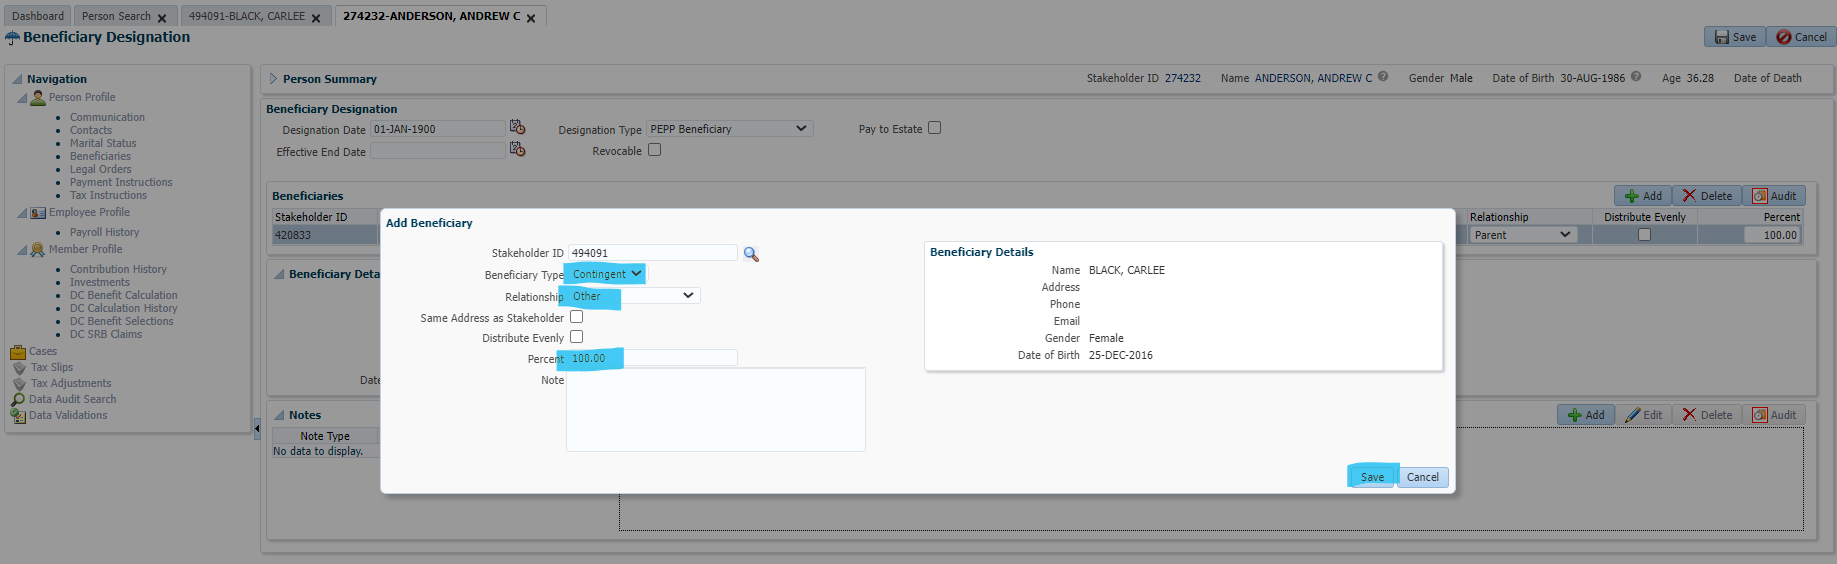 Dashboard
Person Search
494091-BLACK, CARLEE
274232-ANDERSON, ANDREW C
Beneficiary Designation
Save
Cancel
Navigation
Person Profile
Communication
Contacts
Marital Status
Beneficiaries
Legal Orders
Payment Instructions
Tax Instructions
Employee Profile
Payroll History
Member Profile
Contribution History
Investments
DC Benefit Calculation
DC Calculation History
DC Benefit Selections
DC SRB Claims
Cases
Tax Slips
Tax Adjustments
Data Audit Search
Data Validations
Person Summary
Stakeholder ID 274232 Name ANDERSON, ANDREW C Gender Male Date of Birth 30-AUG-1986 Age 36.28 Date of Death
Beneficiary Designation
Designation Date 01-JAN-1900 Designation Type PEPP Beneficiary Pay to Estate
Effective End Date Revocable
Beneficiaries
Add Delete Audit
Stakeholder ID Relationship Distribute Evenly Percent
420833 Parent 100.00
Beneficiary Deta
Date
Notes
Add Edit Delete Audit
Note Type
No data to display.
Add Beneficiary
Stakeholder ID 494091
Beneficiary Type Contingent
Relationship Other
Same Address as Stakeholder
Distribute Evenly
Percent 100.00
Note
Beneficiary Details
Name BLACK, CARLEE
Address
Phone
Email
Gender Female
Date of Birth 25-DEC-2016
Save Cancel